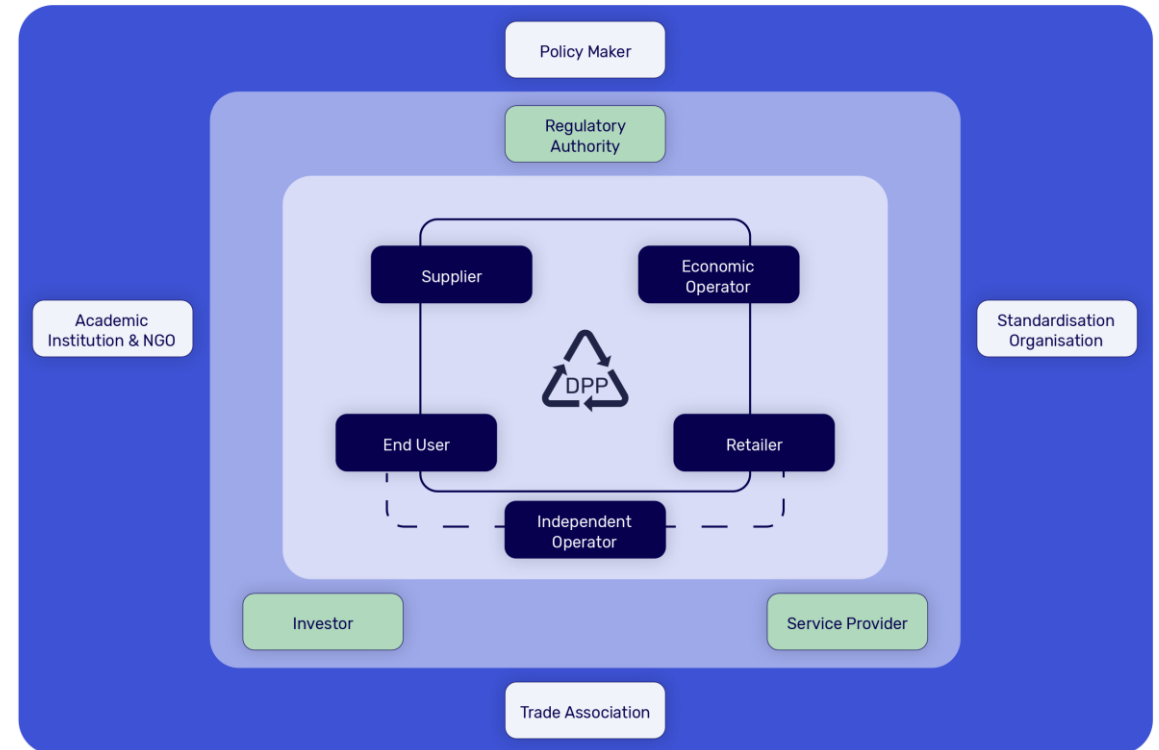 Policy Maker
Regulatory
Authority
Supplier
Economic
Operator
Academic
Institution & NGO
Standardisation
Organisation
DPP
End User
Retailer
Independent
Operator
Investor
Service Provider
Trade Association